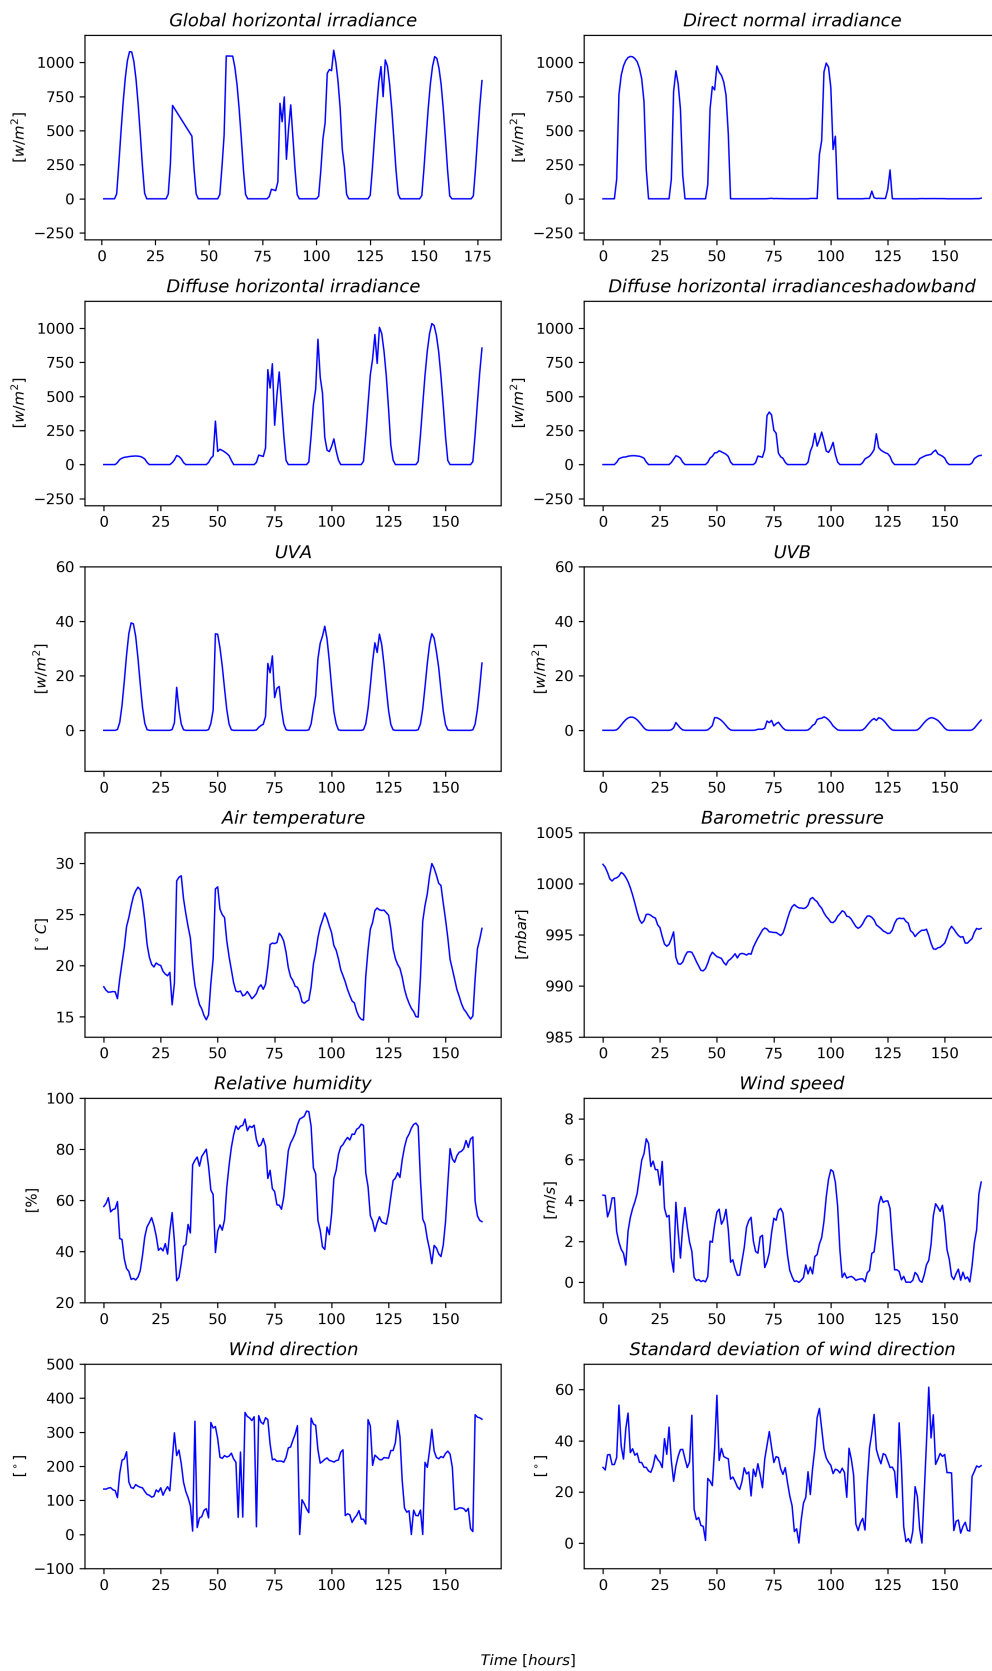 Global horizontal irradiance Direct normal irradiance
1000 1000
750 750
500 500
250 250
0 0
−250 −250
[w/m²] [w/m²]
0 25 50 75 100 125 150 175 0 25 50 75 100 125 150
Diffuse horizontal irradiance Diffuse horizontal irradianceshadowband
1000 1000
750 750
500 500
250 250
0 0
−250 −250
[w/m²] [w/m²]
0 25 50 75 100 125 150 0 25 50 75 100 125 150
UVA UVB
60 60
40 40
20 20
0 0
[w/m²] [w/m²]
0 25 50 75 100 125 150 0 25 50 75 100 125 150
Air temperature Barometric pressure
30 1005
25 1000
20 995
15 990
985
[°C] [mbar]
0 25 50 75 100 125 150 0 25 50 75 100 125 150
Relative humidity Wind speed
100 8
80 6
60 4
40 2
20 0
[%] [m/s]
0 25 50 75 100 125 150 0 25 50 75 100 125 150
Wind direction Standard deviation of wind direction
500 60
400 40
300 20
200 0
100
0
−100
[°] [°]
0 25 50 75 100 125 150 0 25 50 75 100 125 150
Time [hours]